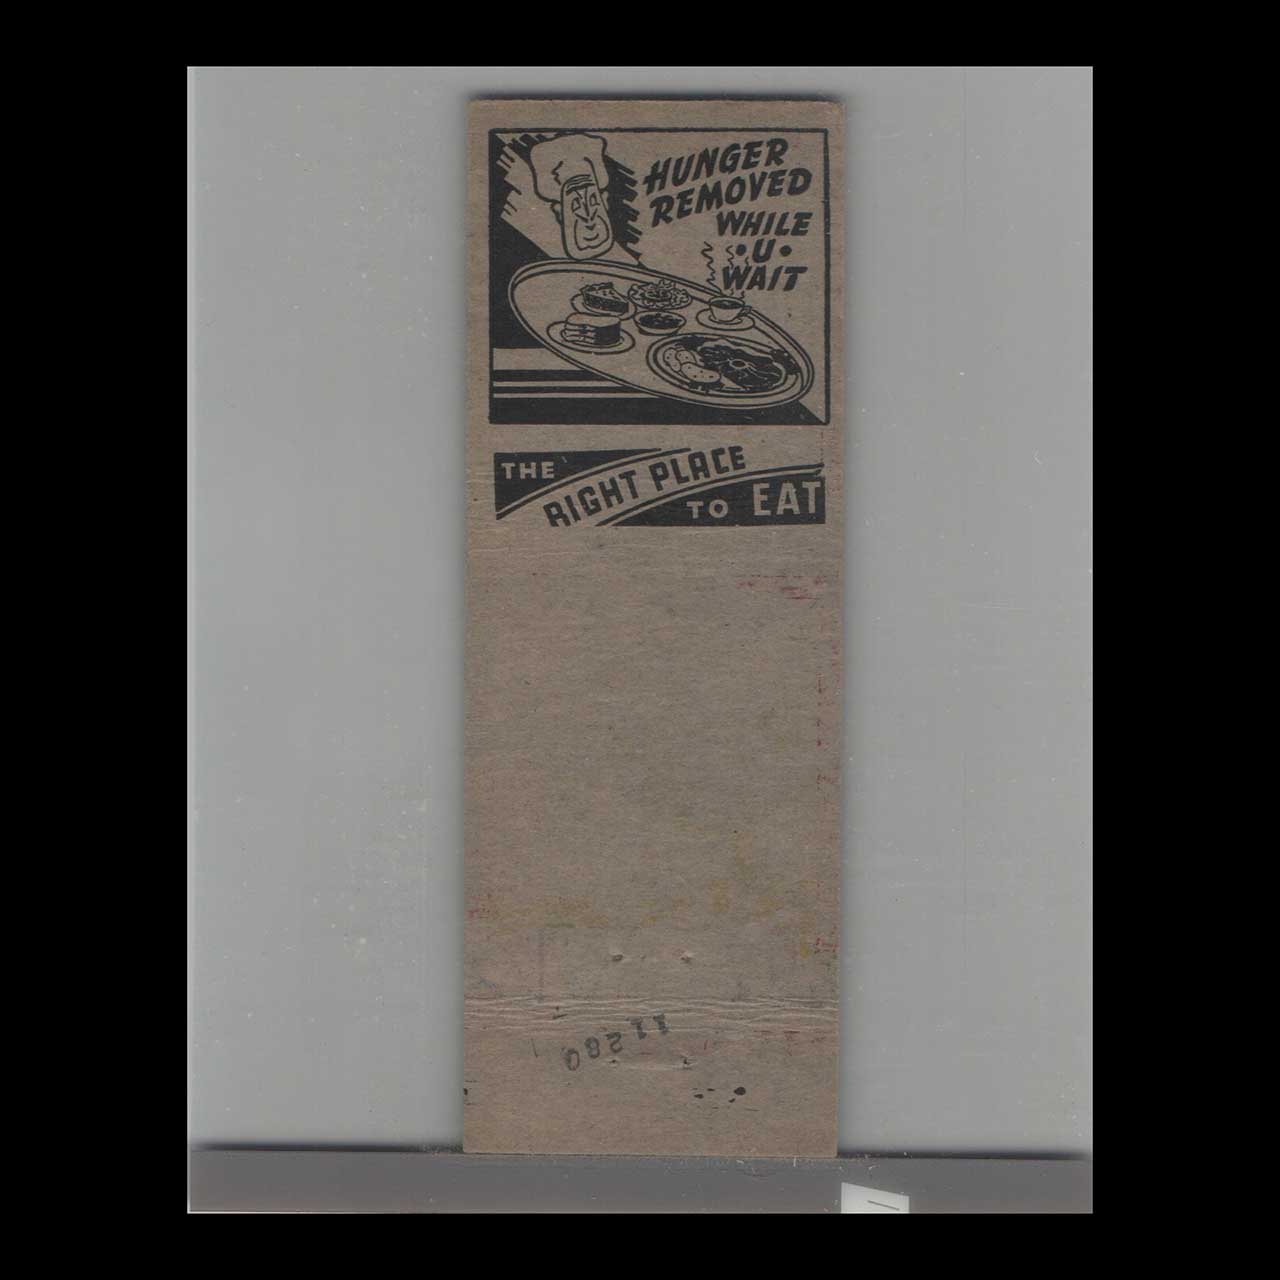 HUNGER
REMOVED
WHILE
•U•
WAIT
THE
RIGHT PLACE
TO EAT
11280